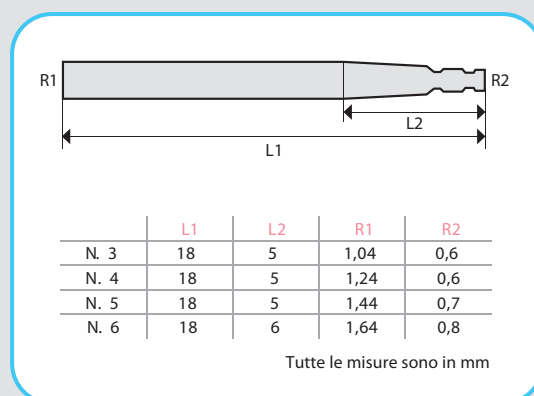 R1 R2
L2
L1
L1 L2 R1 R2
N. 3 18 5 1,04 0,6
N. 4 18 5 1,24 0,6
N. 5 18 5 1,44 0,7
N. 6 18 6 1,64 0,8
Tutte le misure sono in mm